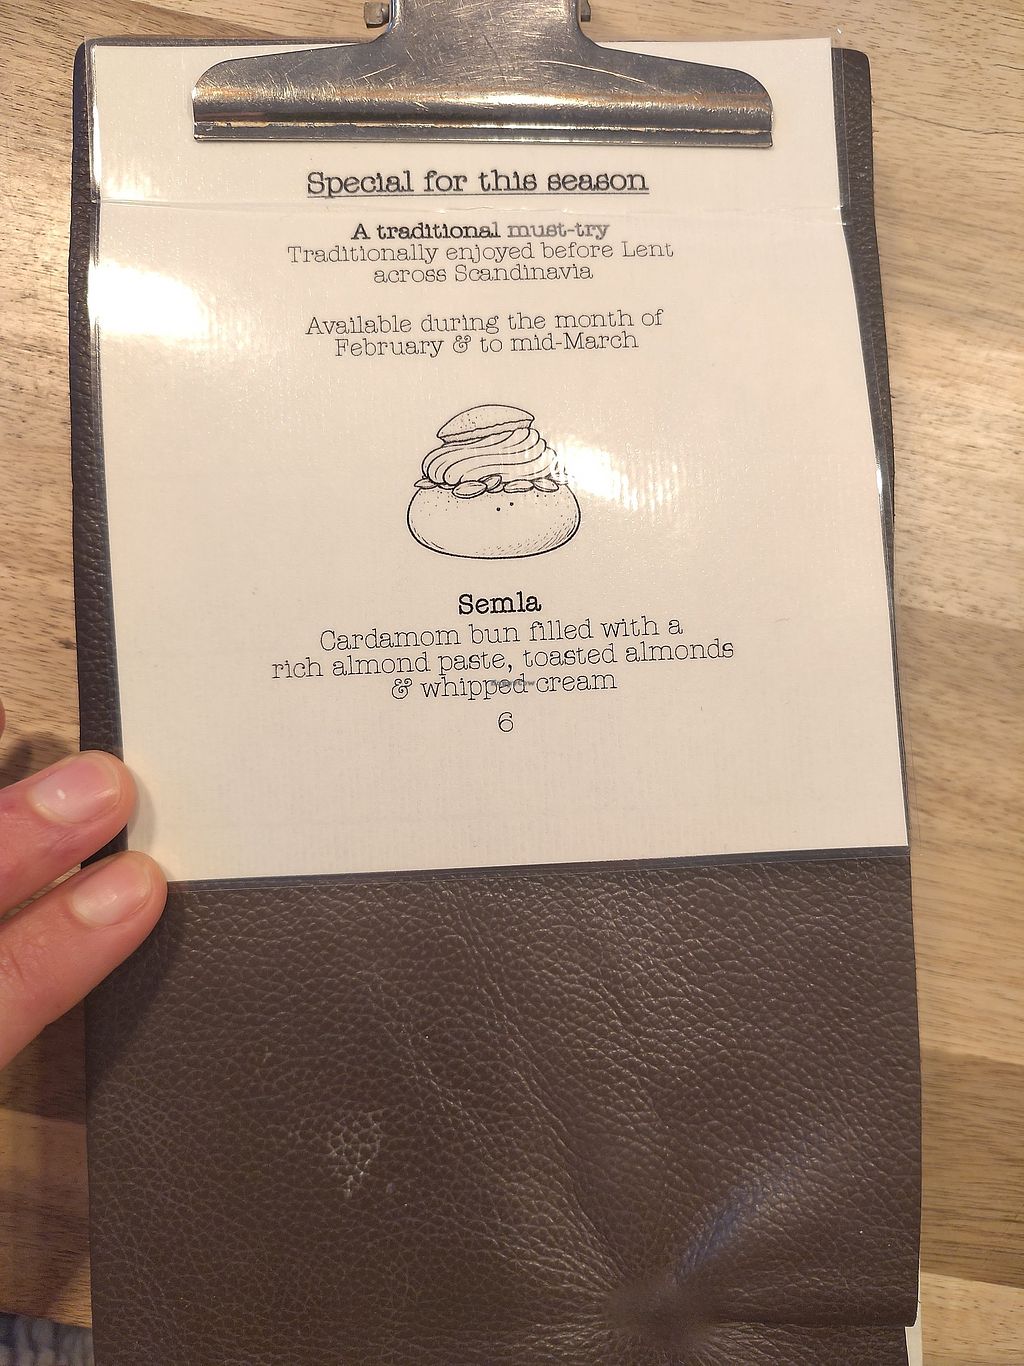 Special for this season
A traditional must-try
Traditionally enjoyed before Lent
across Scandinavia
Available during the month of
February & to mid-March
Semla
Cardamom bun filled with a
rich almond paste, toasted almonds
& whipped cream
6